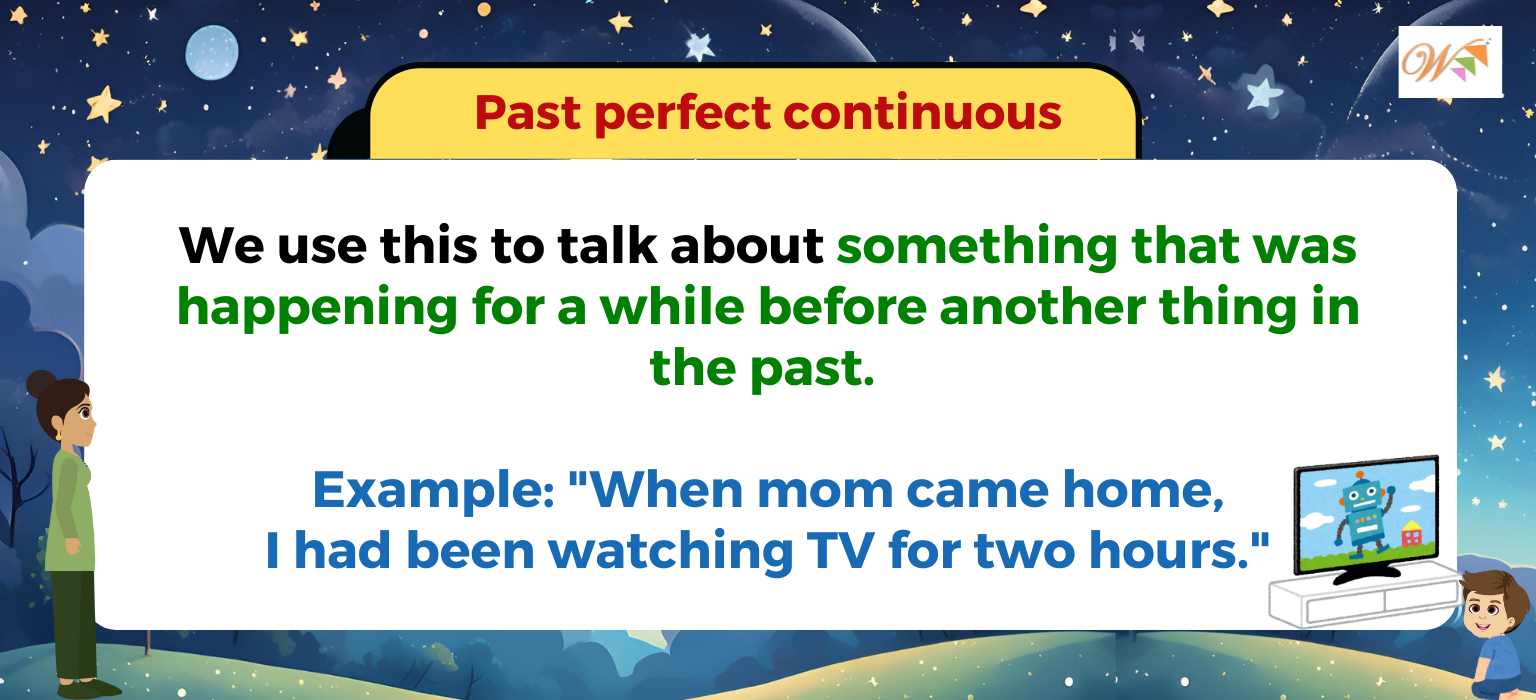 W
Past perfect continuous
We use this to talk about something that was
happening for a while before another thing in
the past.
Example: "When mom came home,
I had been watching TV for two hours."